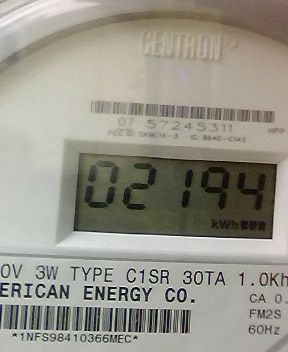 CENTRON
07 57245311
02194
kWh
0V 3W TYPE C1SR 30TA 1.0Kh
ERICAN ENERGY CO.
CA 0.
FM2S
60Hz
*1NFS98410366MEC*